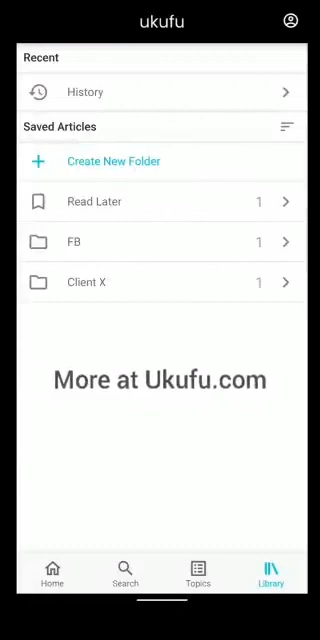 ukufu
Recent
History
Saved Articles
Create New Folder
Read Later 1
FB 1
Client X 1
More at Ukufu.com
Home Search Topics Library